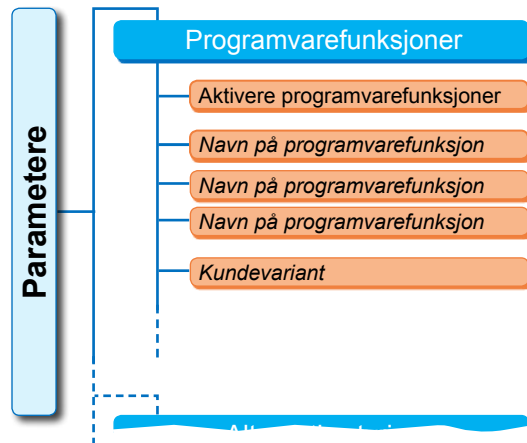 Parametere
Programvarefunksjoner
Aktivere programvarefunksjoner
Navn på programvarefunksjon
Navn på programvarefunksjon
Navn på programvarefunksjon
Kundevariant